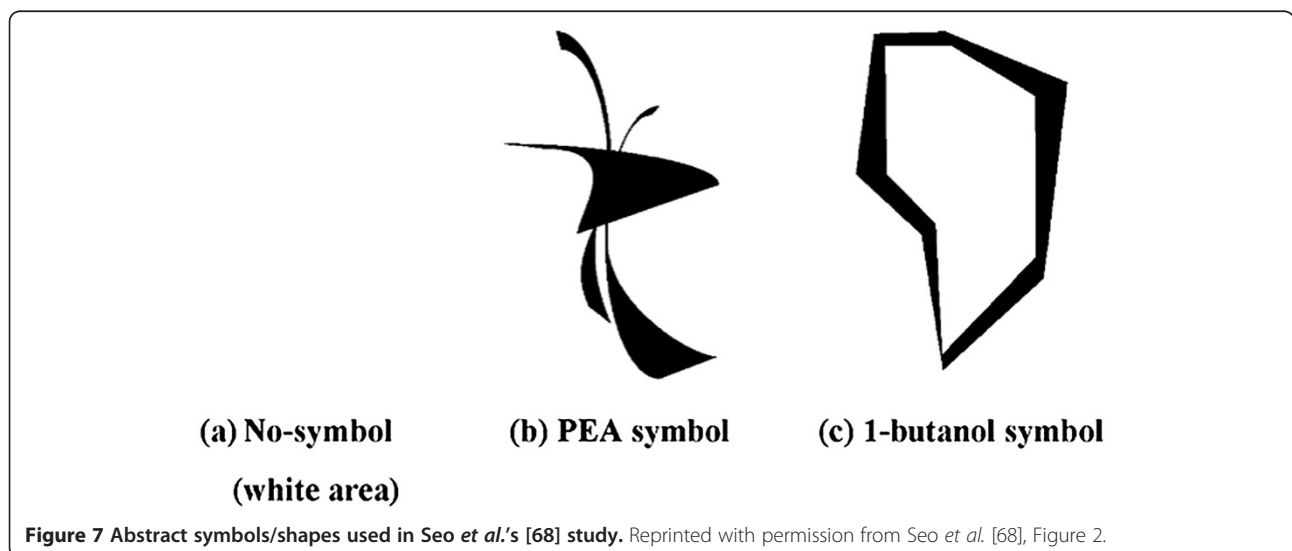 (a) No-symbol (b) PEA symbol (c) 1-butanol symbol
(white area)
Figure 7 Abstract symbols/shapes used in Seo et al.'s [68] study. Reprinted with permission from Seo et al. [68], Figure 2.